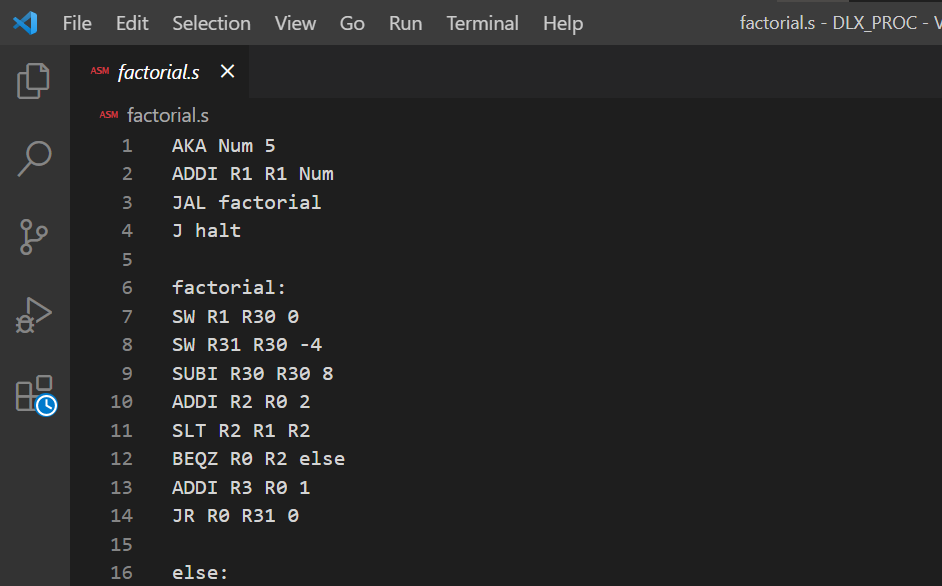 File Edit Selection View Go Run Terminal Help factorial.s - DLX_PROC -
ASM factorial.s
ASM factorial.s
1 AKA Num 5
2 ADDI R1 R1 Num
3 JAL factorial
4 J halt
5
6 factorial:
7 SW R1 R30 0
8 SW R31 R30 -4
9 SUBI R30 R30 8
10 ADDI R2 R0 2
11 SLT R2 R1 R2
12 BEQZ R0 R2 else
13 ADDI R3 R0 1
14 JR R0 R31 0
15
16 else: